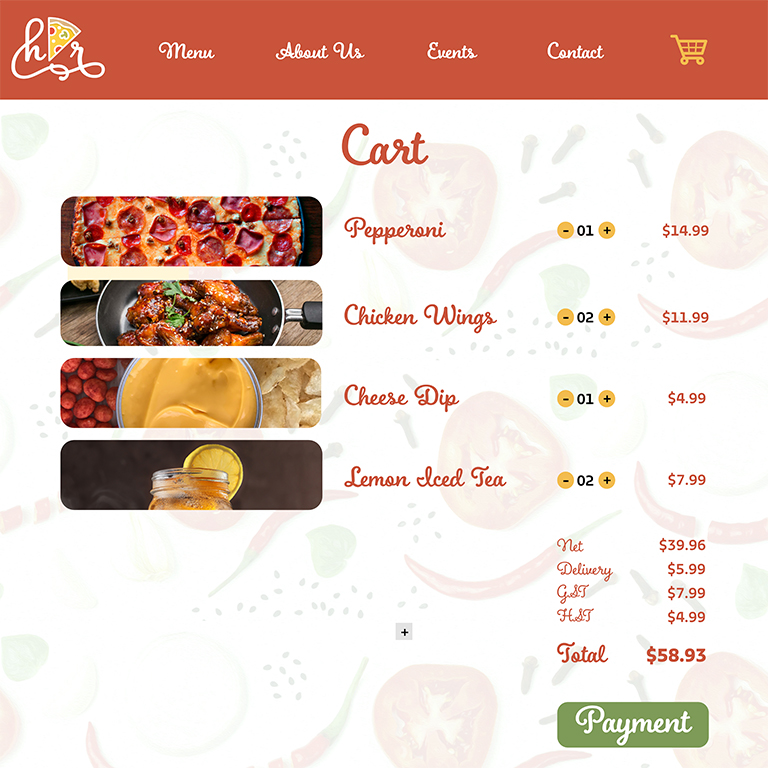 h r
Menu About Us Events Contact
Cart
Pepperoni - 01 + $14.99
Chicken Wings - 02 + $11.99
Cheese Dip - 01 + $4.99
Lemon Iced Tea - 02 + $7.99
Net $39.96
Delivery $5.99
GST $7.99
HST $4.99
+
Total $58.93
Payment